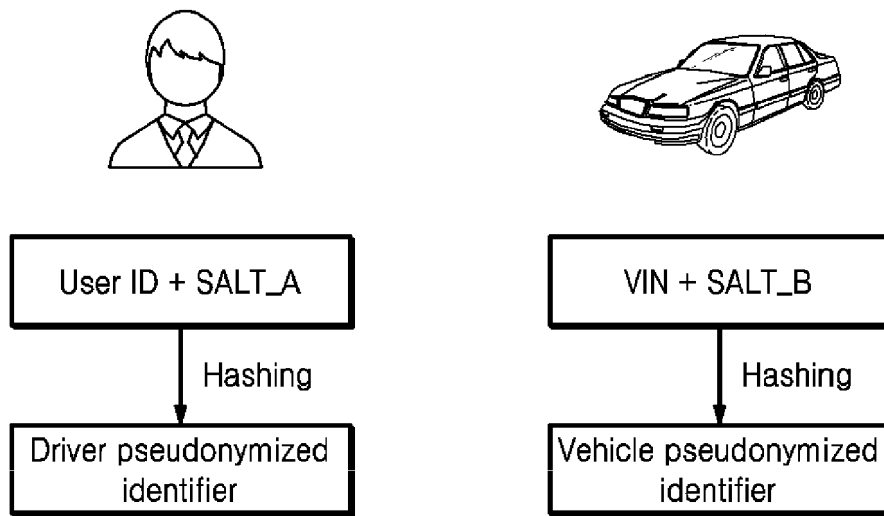 User ID + SALT_A
VIN + SALT_B
Hashing
Hashing
Driver pseudonymized
identifier
Vehicle pseudonymized
identifier